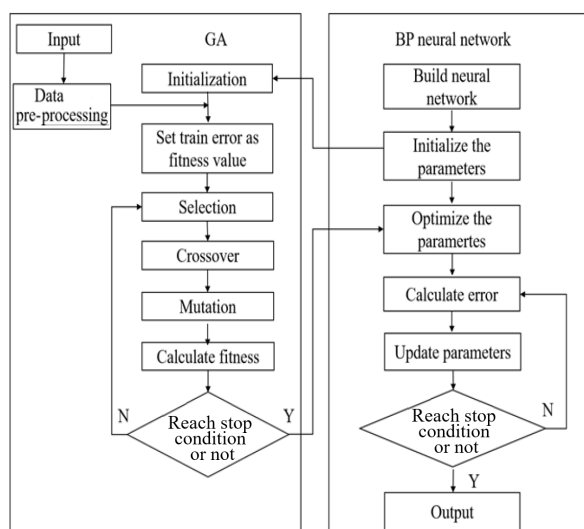 GA
Input
Data
pre-processing
Initialization
Set train error as
fitness value
Selection
Crossover
Mutation
Calculate fitness
N
Reach stop
condition
or not
Y
BP neural network
Build neural
network
Initialize the
parameters
Optimize the
paramertes
Calculate error
Update parameters
Reach stop
condition
or not
N
Y
Output